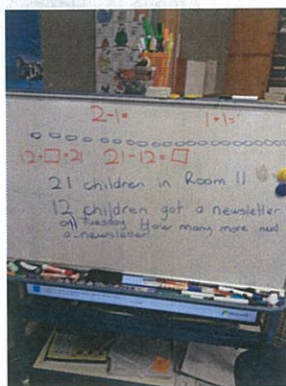 2-1=  1+1=
12+□=21  21-12=□
21 children in Room 11
12 children got a newsletter
on Tuesday. How many more need
a newsletter